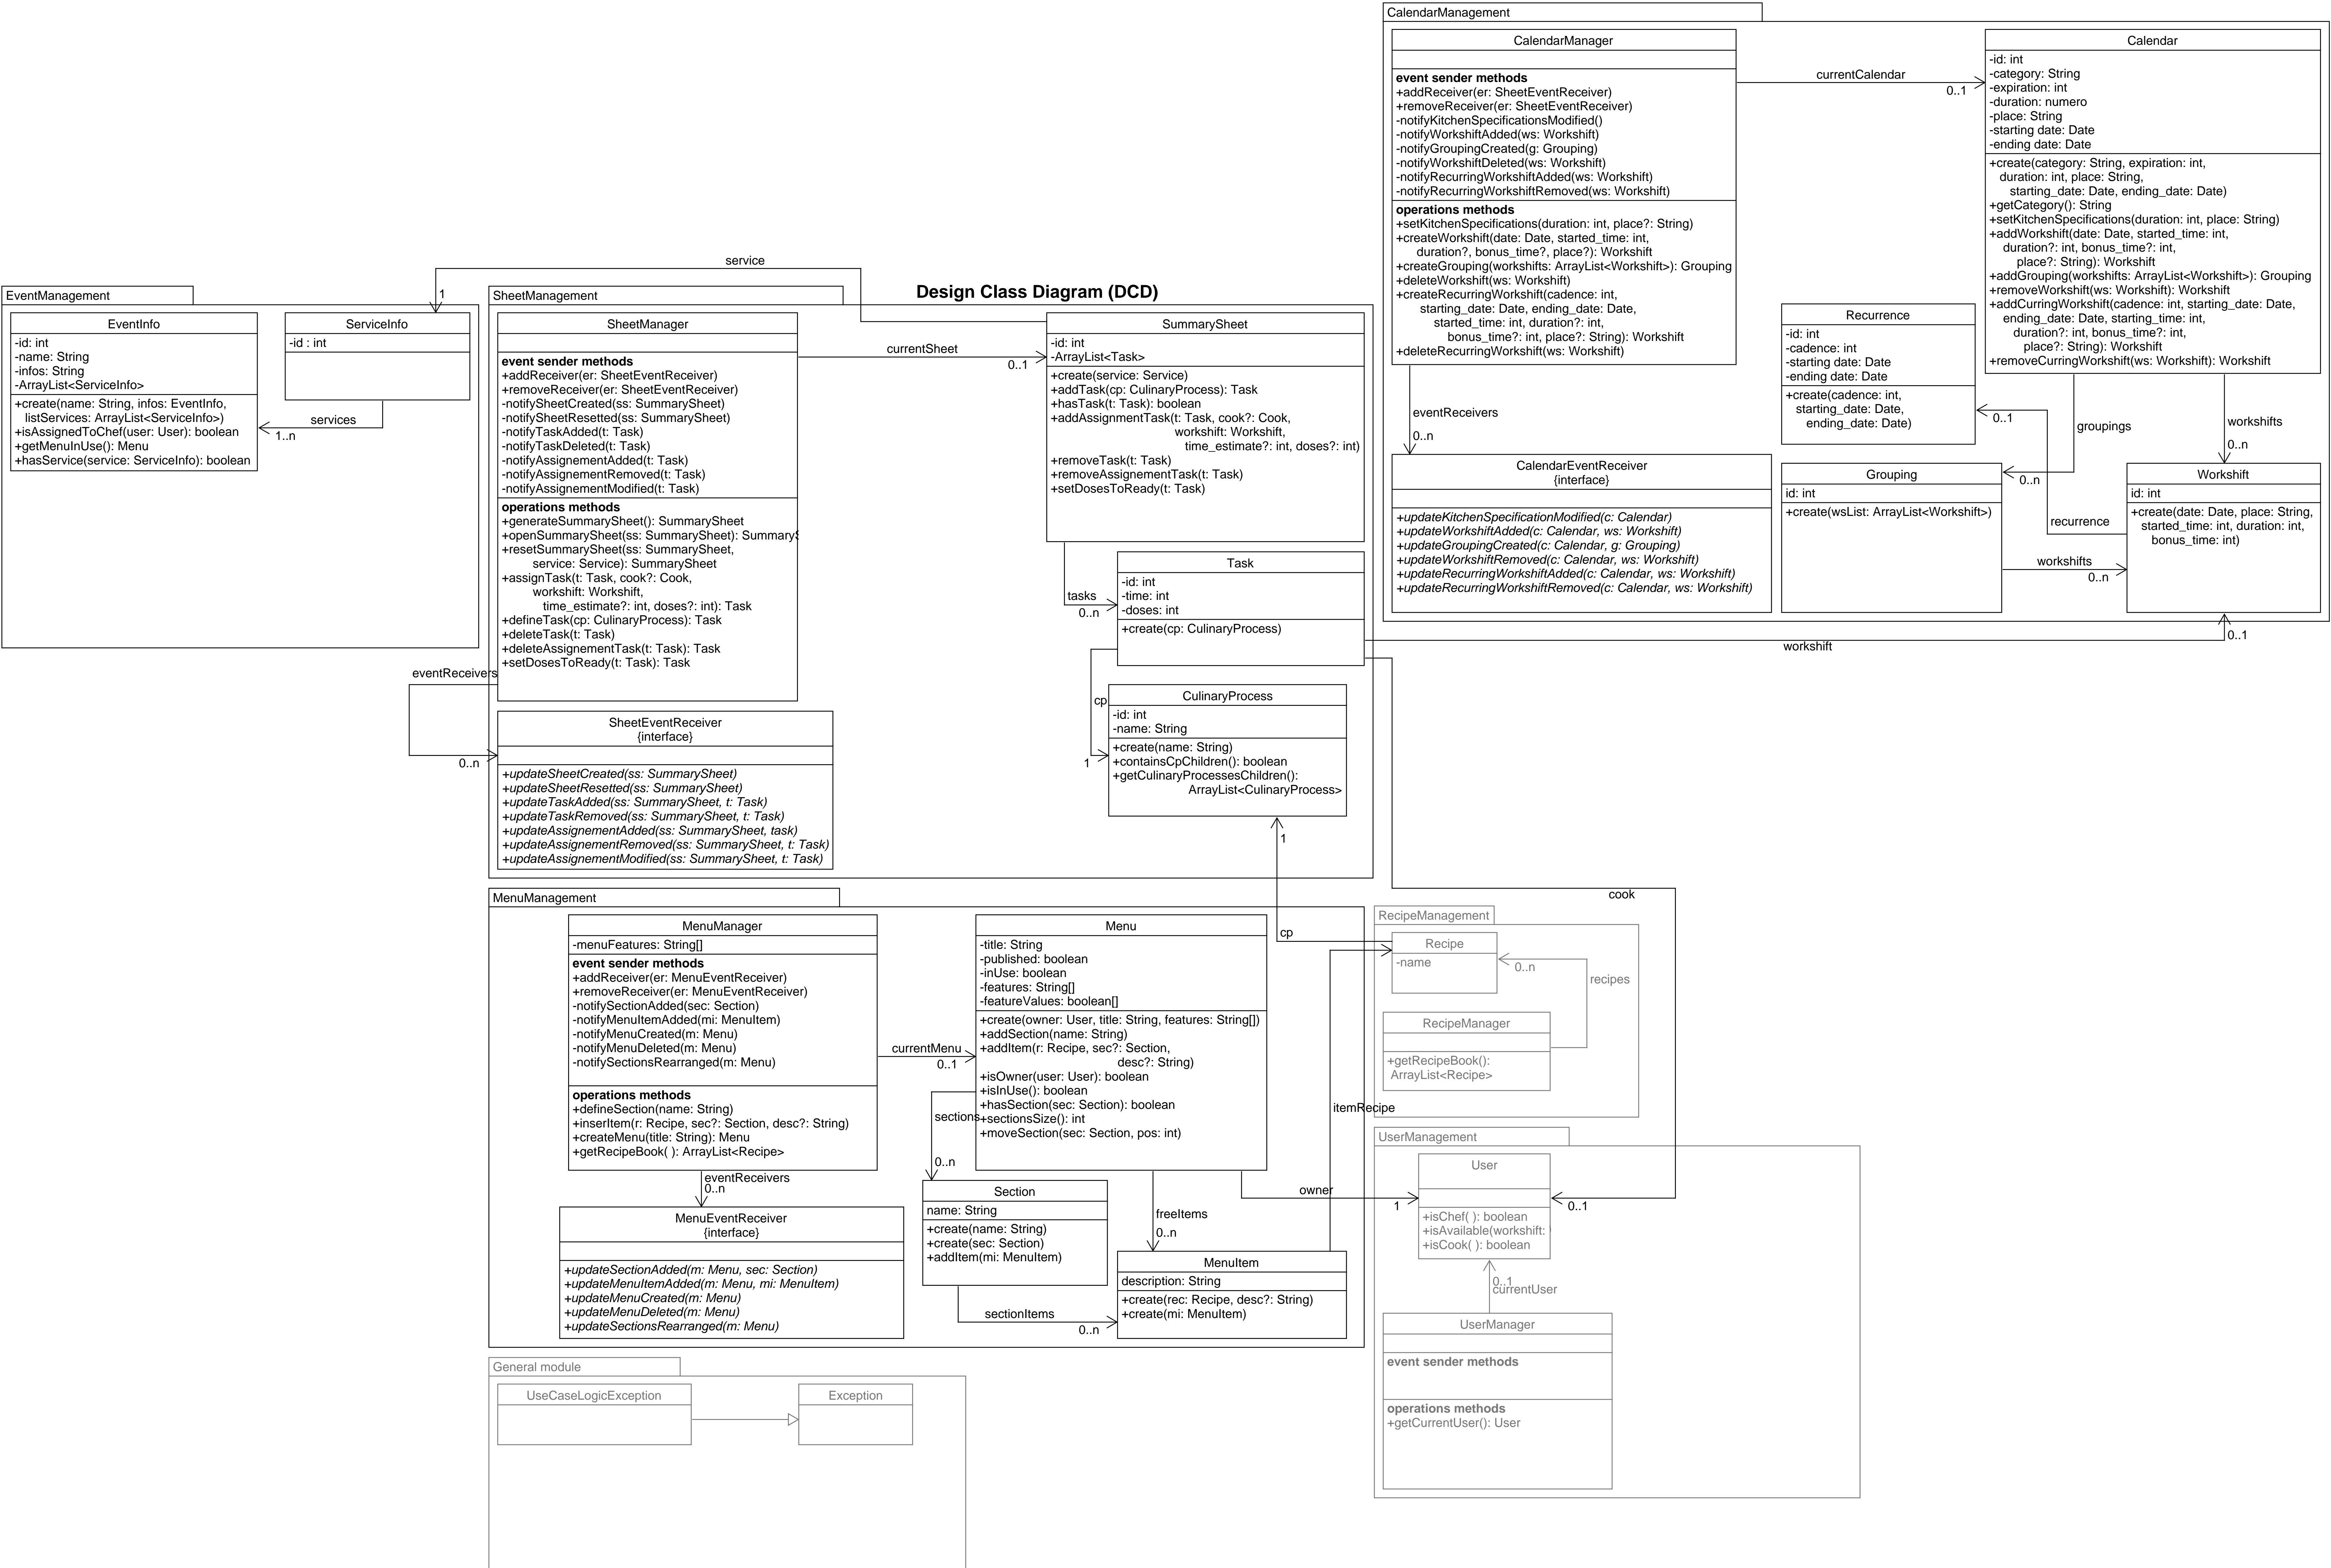 Design Class Diagram (DCD)
EventManagement
EventInfo
-id: int
-name: String
-infos: String
-ArrayList<ServiceInfo>
+create(name: String, infos: EventInfo,
listServices: ArrayList<ServiceInfo>)
+isAssignedToChef(user: User): boolean
+getMenuInUse(): Menu
+hasService(service: ServiceInfo): boolean
ServiceInfo
-id : int
services
1..n
service
1
SheetManagement
SheetManager
event sender methods
+addReceiver(er: SheetEventReceiver)
+removeReceiver(er: SheetEventReceiver)
-notifySheetCreated(ss: SummarySheet)
-notifySheetResetted(ss: SummarySheet)
-notifyTaskAdded(t: Task)
-notifyTaskDeleted(t: Task)
-notifyAssignementAdded(t: Task)
-notifyAssignementRemoved(t: Task)
-notifyAssignementModified(t: Task)
operations methods
+generateSummarySheet(): SummarySheet
+openSummarySheet(ss: SummarySheet): SummaryS
+resetSummarySheet(ss: SummarySheet,
service: Service): SummarySheet
+assignTask(t: Task, cook?: Cook,
workshift: Workshift,
time_estimate?: int, doses?: int): Task
+defineTask(cp: CulinaryProcess): Task
+deleteTask(t: Task)
+deleteAssignementTask(t: Task): Task
+setDosesToReady(t: Task): Task
eventReceivers
0..n
currentSheet
0..1
SheetEventReceiver
{interface}
+updateSheetCreated(ss: SummarySheet)
+updateSheetResetted(ss: SummarySheet)
+updateTaskAdded(ss: SummarySheet, t: Task)
+updateTaskRemoved(ss: SummarySheet, t: Task)
+updateAssignementAdded(ss: SummarySheet, task)
+updateAssignementRemoved(ss: SummarySheet, t: Task)
+updateAssignementModified(ss: SummarySheet, t: Task)
SummarySheet
-id: int
-ArrayList<Task>
+create(service: Service)
+addTask(cp: CulinaryProcess): Task
+hasTask(t: Task): boolean
+addAssignmentTask(t: Task, cook?: Cook,
workshift: Workshift,
time_estimate?: int, doses?: int)
+removeTask(t: Task)
+removeAssignementTask(t: Task)
+setDosesToReady(t: Task)
tasks
0..n
Task
-id: int
-time: int
-doses: int
+create(cp: CulinaryProcess)
cp
1
CulinaryProcess
-id: int
-name: String
+create(name: String)
+containsCpChildren(): boolean
+getCulinaryProcessesChildren():
ArrayList<CulinaryProcess>
1
cp
workshift
0..1
cook
0..1
CalendarManagement
CalendarManager
event sender methods
+addReceiver(er: SheetEventReceiver)
+removeReceiver(er: SheetEventReceiver)
-notifyKitchenSpecificationsModified()
-notifyWorkshiftAdded(ws: Workshift)
-notifyGroupingCreated(g: Grouping)
-notifyWorkshiftDeleted(ws: Workshift)
-notifyRecurringWorkshiftAdded(ws: Workshift)
-notifyRecurringWorkshiftRemoved(ws: Workshift)
operations methods
+setKitchenSpecifications(duration: int, place?: String)
+createWorkshift(date: Date, started_time: int,
duration?, bonus_time?, place?): Workshift
+createGrouping(workshifts: ArrayList<Workshift>): Grouping
+deleteWorkshift(ws: Workshift)
+createRecurringWorkshift(cadence: int,
starting_date: Date, ending_date: Date,
started_time: int, duration?: int,
bonus_time?: int, place?: String): Workshift
+deleteRecurringWorkshift(ws: Workshift)
currentCalendar
0..1
eventReceivers
0..n
CalendarEventReceiver
{interface}
+updateKitchenSpecificationModified(c: Calendar)
+updateWorkshiftAdded(c: Calendar, ws: Workshift)
+updateGroupingCreated(c: Calendar, g: Grouping)
+updateWorkshiftRemoved(c: Calendar, ws: Workshift)
+updateRecurringWorkshiftAdded(c: Calendar, ws: Workshift)
+updateRecurringWorkshiftRemoved(c: Calendar, ws: Workshift)
Calendar
-id: int
-category: String
-expiration: int
-duration: numero
-place: String
-starting date: Date
-ending date: Date
+create(category: String, expiration: int,
duration: int, place: String,
starting_date: Date, ending_date: Date)
+getCategory(): String
+setKitchenSpecifications(duration: int, place: String)
+addWorkshift(date: Date, started_time: int,
duration?: int, bonus_time?: int,
place?: String): Workshift
+addGrouping(workshifts: ArrayList<Workshift>): Grouping
+removeWorkshift(ws: Workshift): Workshift
+addCurringWorkshift(cadence: int, starting_date: Date,
ending_date: Date, starting_time: int,
duration?: int, bonus_time?: int,
place?: String): Workshift
+removeCurringWorkshift(ws: Workshift): Workshift
Recurrence
-id: int
-cadence: int
-starting date: Date
-ending date: Date
+create(cadence: int,
starting_date: Date,
ending_date: Date)
0..1
recurrence
groupings
0..n
workshifts
0..n
Grouping
id: int
+create(wsList: ArrayList<Workshift>)
workshifts
0..n
Workshift
id: int
+create(date: Date, place: String,
started_time: int, duration: int,
bonus_time: int)
MenuManagement
MenuManager
-menuFeatures: String[]
event sender methods
+addReceiver(er: MenuEventReceiver)
+removeReceiver(er: MenuEventReceiver)
-notifySectionAdded(sec: Section)
-notifyMenuItemAdded(mi: MenuItem)
-notifyMenuCreated(m: Menu)
-notifyMenuDeleted(m: Menu)
-notifySectionsRearranged(m: Menu)
operations methods
+defineSection(name: String)
+inserItem(r: Recipe, sec?: Section, desc?: String)
+createMenu(title: String): Menu
+getRecipeBook( ): ArrayList<Recipe>
eventReceivers
0..n
MenuEventReceiver
{interface}
+updateSectionAdded(m: Menu, sec: Section)
+updateMenuItemAdded(m: Menu, mi: MenuItem)
+updateMenuCreated(m: Menu)
+updateMenuDeleted(m: Menu)
+updateSectionsRearranged(m: Menu)
currentMenu
0..1
Menu
-title: String
-published: boolean
-inUse: boolean
-features: String[]
-featureValues: boolean[]
+create(owner: User, title: String, features: String[])
+addSection(name: String)
+addItem(r: Recipe, sec?: Section,
desc?: String)
+isOwner(user: User): boolean
+isInUse(): boolean
+hasSection(sec: Section): boolean
+sectionsSize(): int
+moveSection(sec: Section, pos: int)
sections
0..n
Section
name: String
+create(name: String)
+create(sec: Section)
+addItem(mi: MenuItem)
sectionItems
0..n
freeItems
0..n
MenuItem
description: String
+create(rec: Recipe, desc?: String)
+create(mi: MenuItem)
itemRecipe
owner
1
RecipeManagement
Recipe
-name
0..n
recipes
RecipeManager
+getRecipeBook():
ArrayList<Recipe>
UserManagement
User
+isChef( ): boolean
+isAvailable(workshift:
+isCook( ): boolean
0..1
currentUser
UserManager
event sender methods
operations methods
+getCurrentUser(): User
General module
UseCaseLogicException
Exception